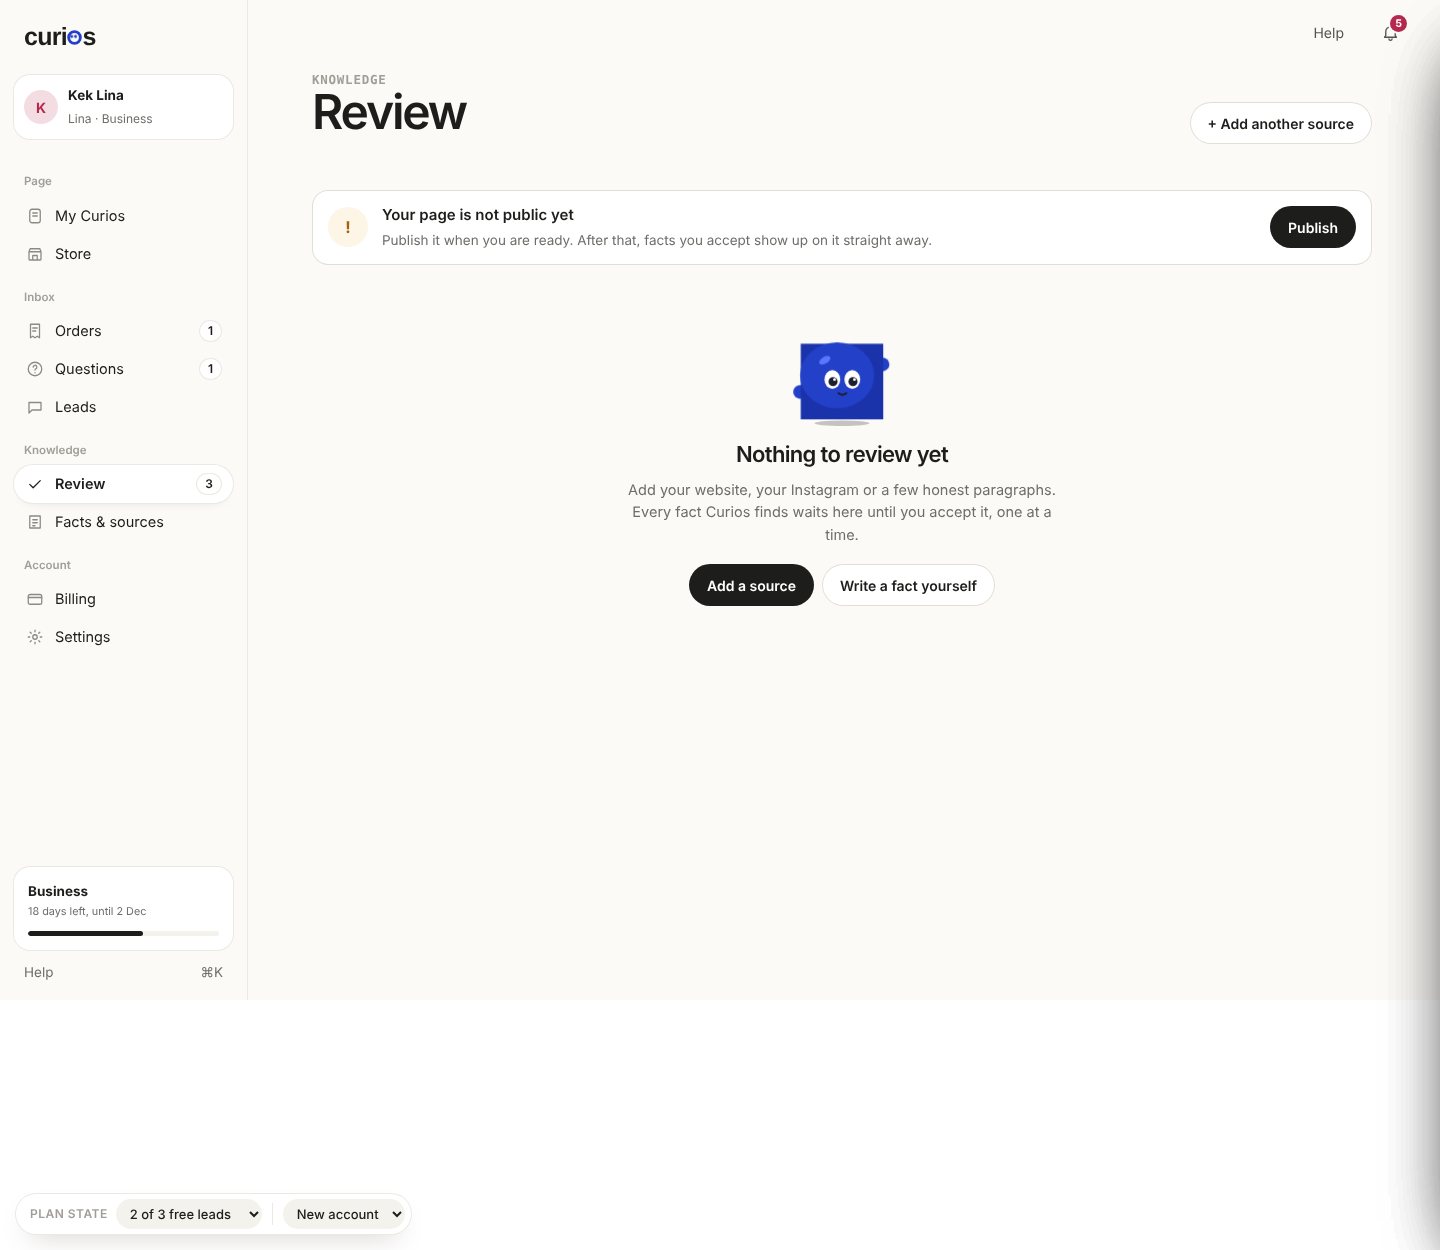 curios
K
Kek Lina
Lina · Business
Page
My Curios
Store
Inbox
Orders 1
Questions 1
Leads
Knowledge
Review 3
Facts & sources
Account
Billing
Settings
Business
18 days left, until 2 Dec
Help ⌘K
Help
5
KNOWLEDGE
Review
+ Add another source
!
Your page is not public yet
Publish it when you are ready. After that, facts you accept show up on it straight away.
Publish
Nothing to review yet
Add your website, your Instagram or a few honest paragraphs.
Every fact Curios finds waits here until you accept it, one at a
time.
Add a source
Write a fact yourself
PLAN STATE 2 of 3 free leads New account